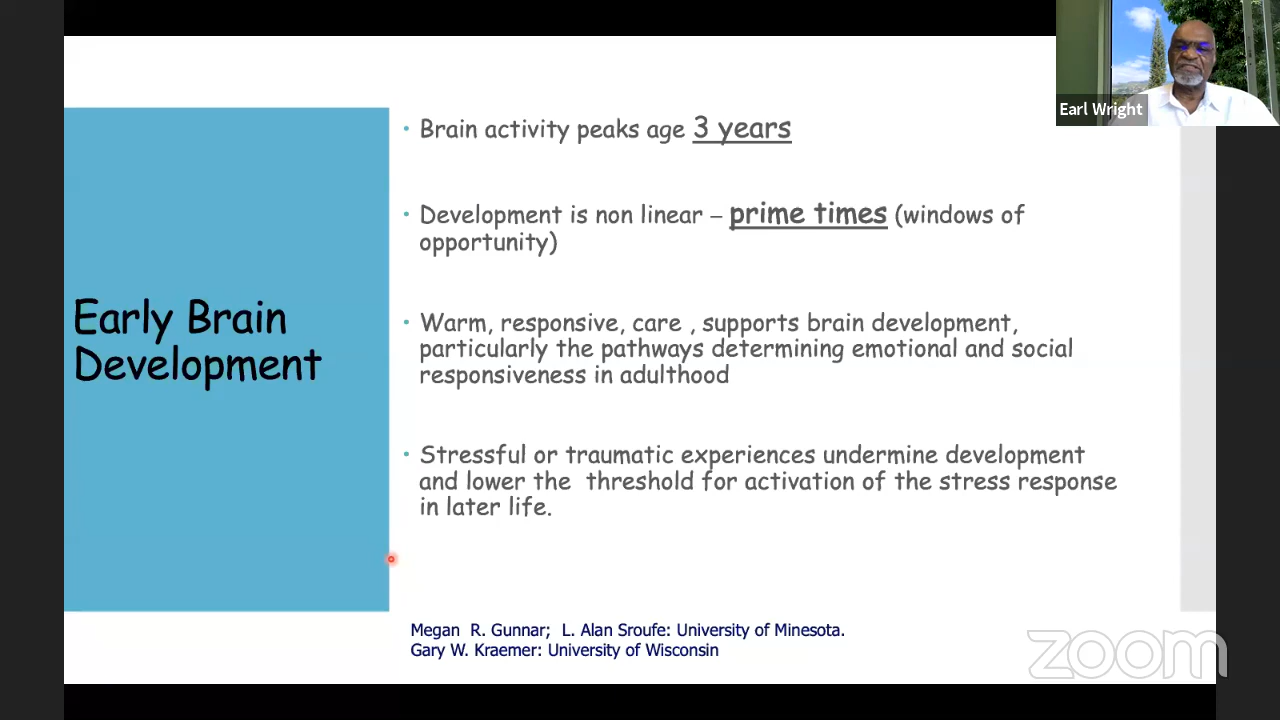 Earl Wright
Early Brain
Development
• Brain activity peaks age 3 years
• Development is non linear – prime times (windows of
opportunity)
• Warm, responsive, care , supports brain development,
particularly the pathways determining emotional and social
responsiveness in adulthood
• Stressful or traumatic experiences undermine development
and lower the threshold for activation of the stress response
in later life.
Megan R. Gunnar; L. Alan Sroufe: University of Minesota.
Gary W. Kraemer: University of Wisconsin
zoom